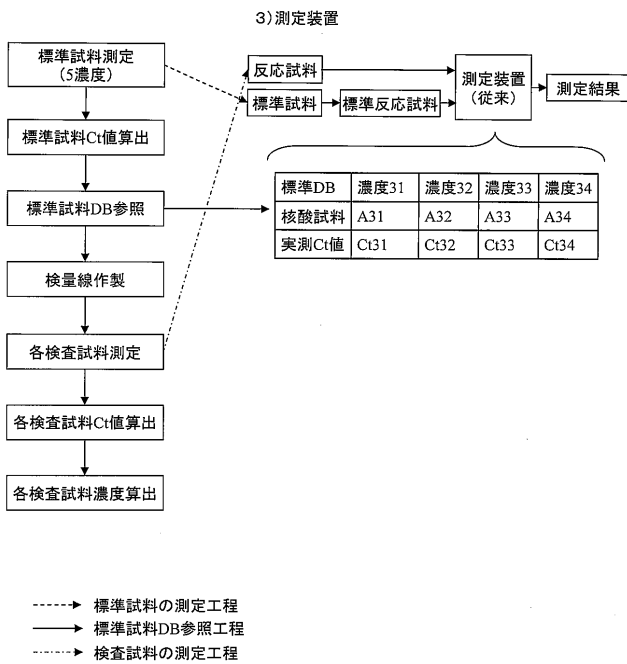 3)測定装置
標準試料測定
(5濃度)
標準試料Ct値算出
標準試料DB参照
検量線作製
各検査試料測定
各検査試料Ct値算出
各検査試料濃度算出
反応試料
標準試料
標準反応試料
測定装置
(従来)
測定結果
標準DB 濃度31 濃度32 濃度33 濃度34
核酸試料 A31 A32 A33 A34
実測Ct値 Ct31 Ct32 Ct33 Ct34
標準試料の測定工程
標準試料DB参照工程
検査試料の測定工程